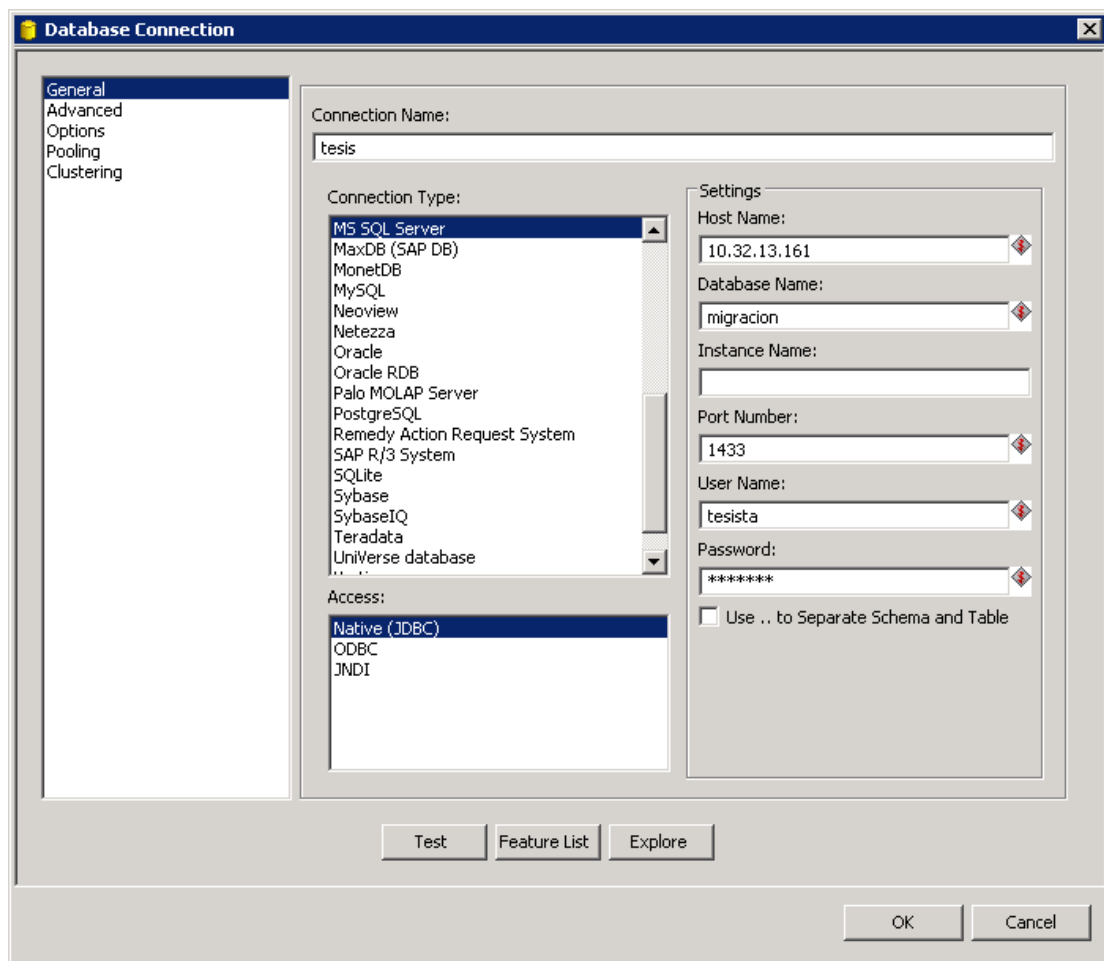 Database Connection
General
Advanced
Options
Pooling
Clustering
Connection Name:
tesis
Connection Type:
MS SQL Server
MaxDB (SAP DB)
MonetDB
MySQL
Neoview
Netezza
Oracle
Oracle RDB
Palo MOLAP Server
PostgreSQL
Remedy Action Request System
SAP R/3 System
SQLite
Sybase
SybaseIQ
Teradata
UniVerse database
Access:
Native (JDBC)
ODBC
JNDI
Settings
Host Name:
10.32.13.161
Database Name:
migracion
Instance Name:
Port Number:
1433
User Name:
tesista
Password:
*******
Use .. to Separate Schema and Table
Test
Feature List
Explore
OK
Cancel